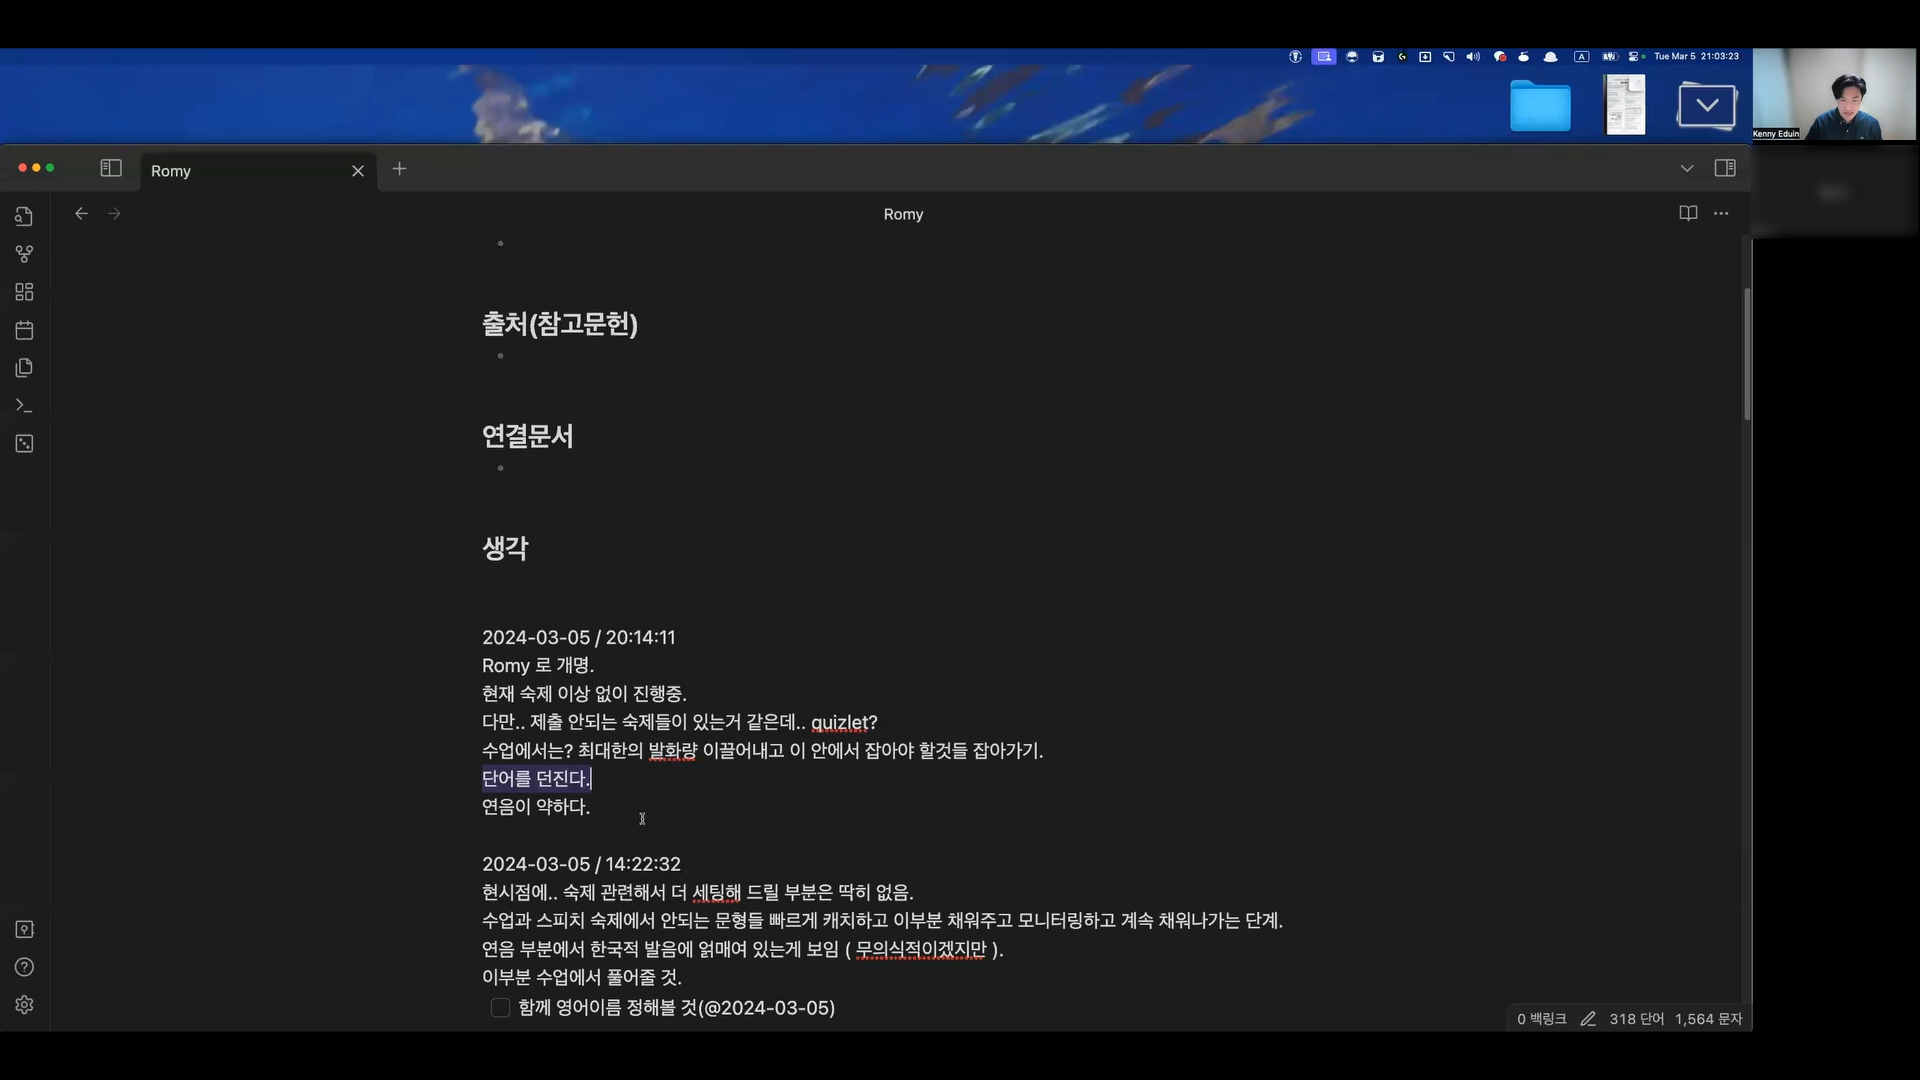 Tue Mar 5 21:03:23
Kenny Eduin
Romy
Romy
출처(참고문헌)
연결문서
생각
2024-03-05 / 20:14:11
Romy 로 개명.
현재 숙제 이상 없이 진행중.
다만.. 제출 안되는 숙제들이 있는거 같은데.. quizlet?
수업에서는? 최대한의 발화량 이끌어내고 이 안에서 잡아야 할것들 잡아가기.
단어를 던진다.
연음이 약하다.
2024-03-05 / 14:22:32
현시점에.. 숙제 관련해서 더 세팅해 드릴 부분은 딱히 없음.
수업과 스피치 숙제에서 안되는 문형들 빠르게 캐치하고 이부분 채워주고 모니터링하고 계속 채워나가는 단계.
연음 부분에서 한국적 발음에 얽매여 있는게 보임 ( 무의식적이겠지만 ).
이부분 수업에서 풀어줄 것.
함께 영어이름 정해볼 것(@2024-03-05)
0 백링크 318 단어 1,564 문자